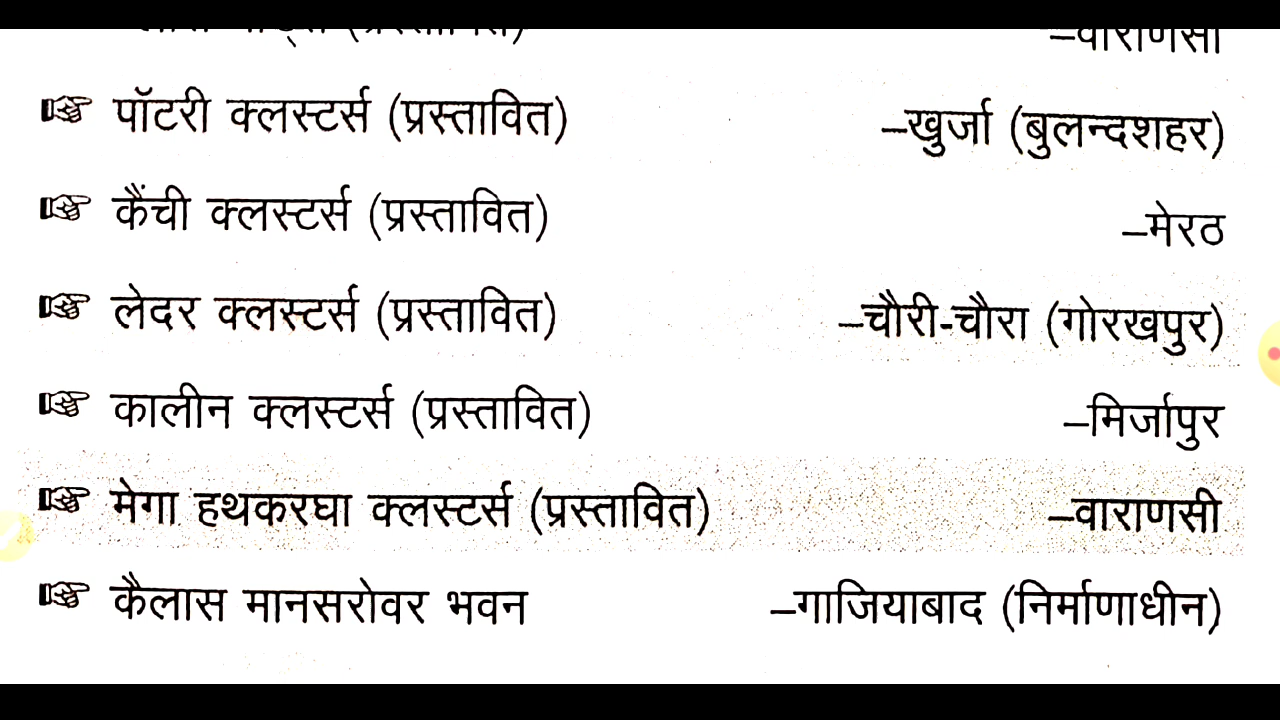 (प्रस्तावित) –वाराणसी
☞ पॉटरी क्लस्टर्स (प्रस्तावित) –खुर्जा (बुलन्दशहर)
☞ कैंची क्लस्टर्स (प्रस्तावित) –मेरठ
☞ लेदर क्लस्टर्स (प्रस्तावित) –चौरी-चौरा (गोरखपुर)
☞ कालीन क्लस्टर्स (प्रस्तावित) –मिर्जापुर
☞ मेगा हथकरघा क्लस्टर्स (प्रस्तावित) –वाराणसी
☞ कैलास मानसरोवर भवन –गाजियाबाद (निर्माणाधीन)